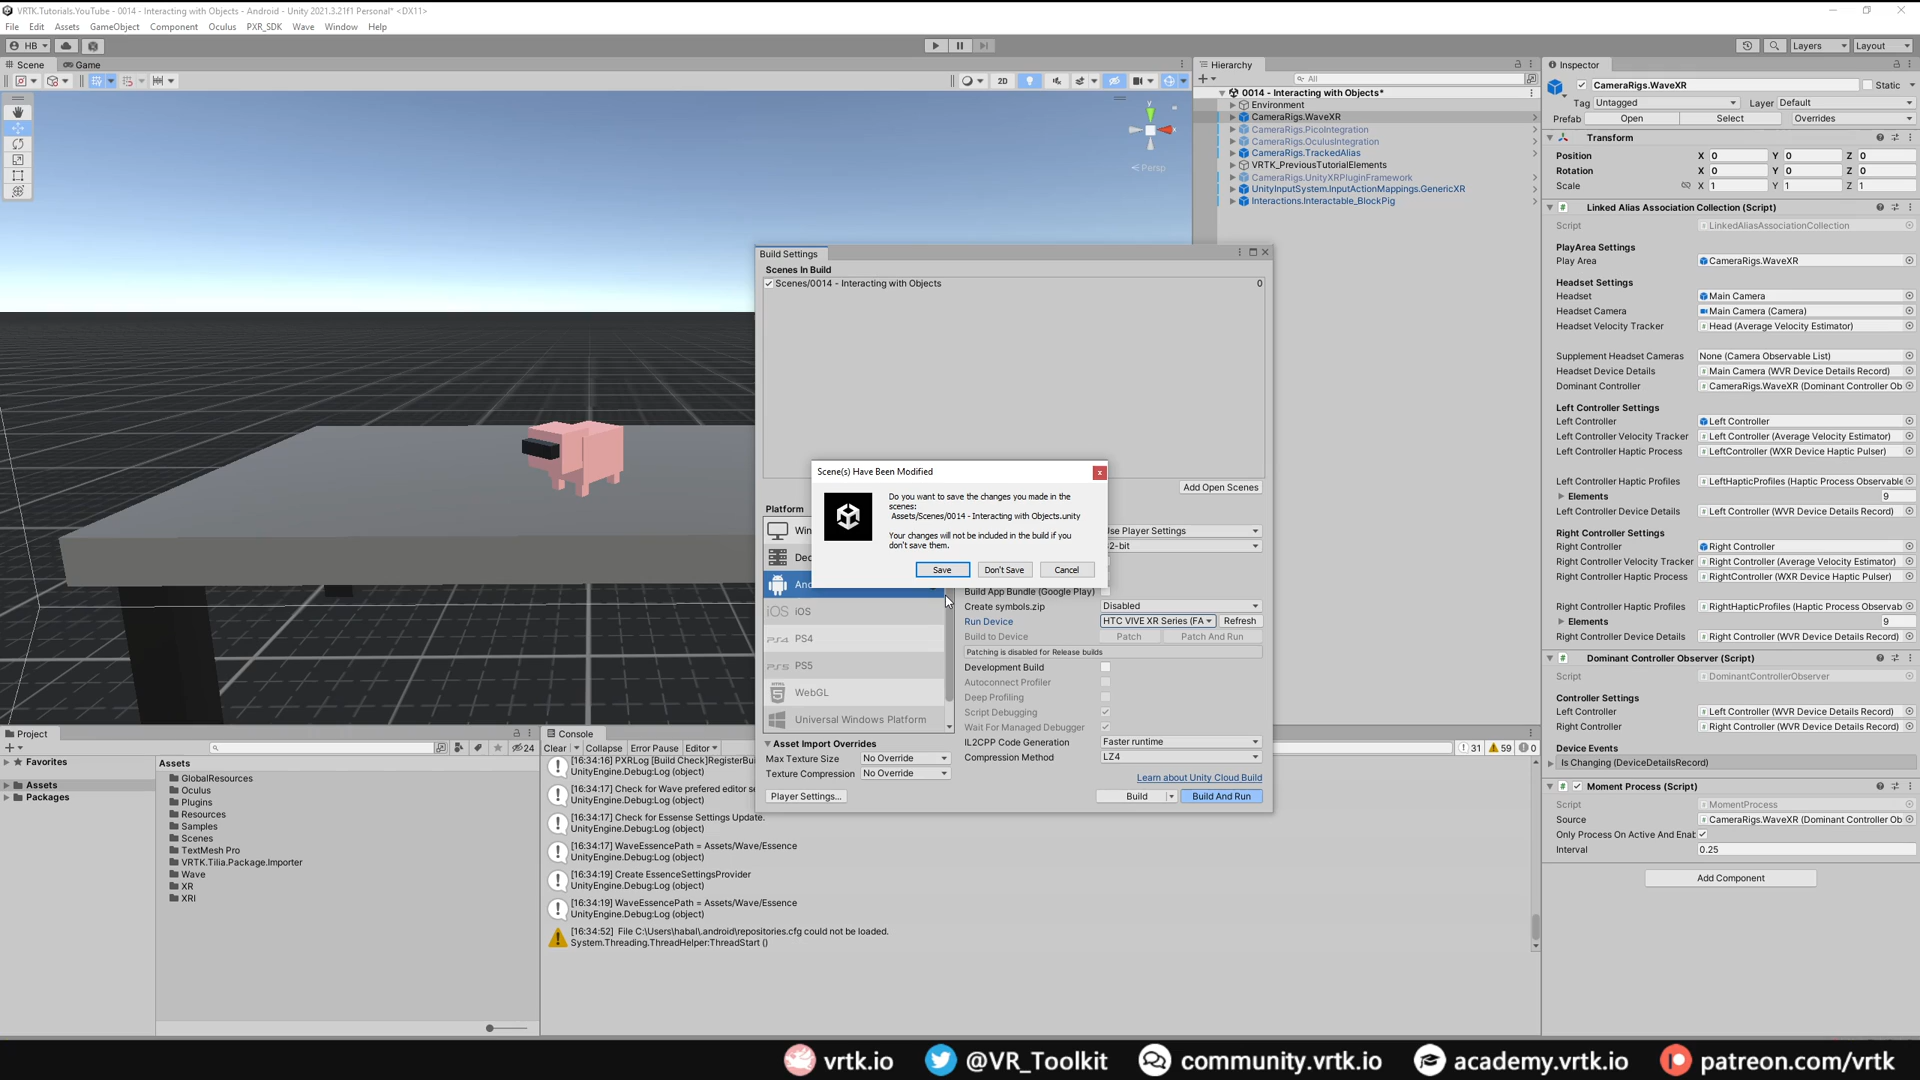 VRTK.Tutorials.YouTube - 0014 - Interacting with Objects - Android - Unity 2021.3.21f1 Personal* <DX11>
File Edit Assets GameObject Component Oculus PXR_SDK Wave Window Help
HB
Layers Layout
Scene Game
2D
Y
Persp
Hierarchy
All
0014 - Interacting with Objects*
Environment
CameraRigs.WaveXR
CameraRigs.PicoIntegration
CameraRigs.OculusIntegration
CameraRigs.TrackedAlias
VRTK_PreviousTutorialElements
CameraRigs.UnityXRPluginFramework
UnityInputSystem.InputActionMappings.GenericXR
Interactions.Interactable_BlockPig
Build Settings
Scenes In Build
Scenes/0014 - Interacting with Objects 0
Add Open Scenes
Platform
Win
Dec
And
iOS iOS
PS4
PS5
WebGL
Universal Windows Platform
Scene(s) Have Been Modified
x
Do you want to save the changes you made in the
scenes:
Assets/Scenes/0014 - Interacting with Objects.unity
Your changes will not be included in the build if you
don't save them.
Save Don't Save Cancel
Use Player Settings
2-bit
Build App Bundle (Google Play)
Create symbols.zip Disabled
Run Device HTC VIVE XR Series (FA Refresh
Build to Device Patch Patch And Run
Patching is disabled for Release builds
Development Build
Autoconnect Profiler
Deep Profiling
Script Debugging
Wait For Managed Debugger
IL2CPP Code Generation Faster runtime
Compression Method LZ4
Learn about Unity Cloud Build
Asset Import Overrides
Max Texture Size No Override
Texture Compression No Override
Player Settings... Build Build And Run
Inspector
CameraRigs.WaveXR Static
Tag Untagged Layer Default
Prefab Open Select Overrides
Transform
Position X 0 Y 0 Z 0
Rotation X 0 Y 0 Z 0
Scale X 1 Y 1 Z 1
Linked Alias Association Collection (Script)
Script LinkedAliasAssociationCollection
PlayArea Settings
Play Area CameraRigs.WaveXR
Headset Settings
Headset Main Camera
Headset Camera Main Camera (Camera)
Headset Velocity Tracker Head (Average Velocity Estimator)
Supplement Headset Cameras None (Camera Observable List)
Headset Device Details Main Camera (WVR Device Details Record)
Dominant Controller CameraRigs.WaveXR (Dominant Controller Ob
Left Controller Settings
Left Controller Left Controller
Left Controller Velocity Tracker Left Controller (Average Velocity Estimator)
Left Controller Haptic Process LeftController (WXR Device Haptic Pulser)
Left Controller Haptic Profiles LeftHapticProfiles (Haptic Process Observab
Elements 9
Left Controller Device Details Left Controller (WVR Device Details Record)
Right Controller Settings
Right Controller Right Controller
Right Controller Velocity Tracker Right Controller (Average Velocity Estimator)
Right Controller Haptic Process RightController (WXR Device Haptic Pulser)
Right Controller Haptic Profiles RightHapticProfiles (Haptic Process Observab
Elements 9
Right Controller Device Details Right Controller (WVR Device Details Record)
Dominant Controller Observer (Script)
Script DominantControllerObserver
Controller Settings
Left Controller Left Controller (WVR Device Details Record)
Right Controller Right Controller (WVR Device Details Record)
Device Events
Is Changing (DeviceDetailsRecord)
Moment Process (Script)
Script MomentProcess
Source CameraRigs.WaveXR (Dominant Controller Ob
Only Process On Active And Enab
Interval 0.25
Add Component
Project
24
Favorites
Assets
Packages
Assets
GlobalResources
Oculus
Plugins
Resources
Samples
Scenes
TextMesh Pro
VRTK.Tilia.Package.Importer
Wave
XR
XRI
Console
Clear Collapse Error Pause Editor 31 59 0
[16:34:16] PXRLog [Build Check]RegisterBui
UnityEngine.Debug:Log (object)
[16:34:17] Check for Wave prefered editor se
UnityEngine.Debug:Log (object)
[16:34:17] Check for Essense Settings Update.
UnityEngine.Debug:Log (object)
[16:34:17] WaveEssencePath = Assets/Wave/Essence
UnityEngine.Debug:Log (object)
[16:34:19] Create EssenceSettingsProvider
UnityEngine.Debug:Log (object)
[16:34:19] WaveEssencePath = Assets/Wave/Essence
UnityEngine.Debug:Log (object)
[16:34:52] File C:\Users\habal\.android\repositories.cfg could not be loaded.
System.Threading.ThreadHelper:ThreadStart ()
vrtk.io @VR_Toolkit community.vrtk.io academy.vrtk.io patreon.com/vrtk